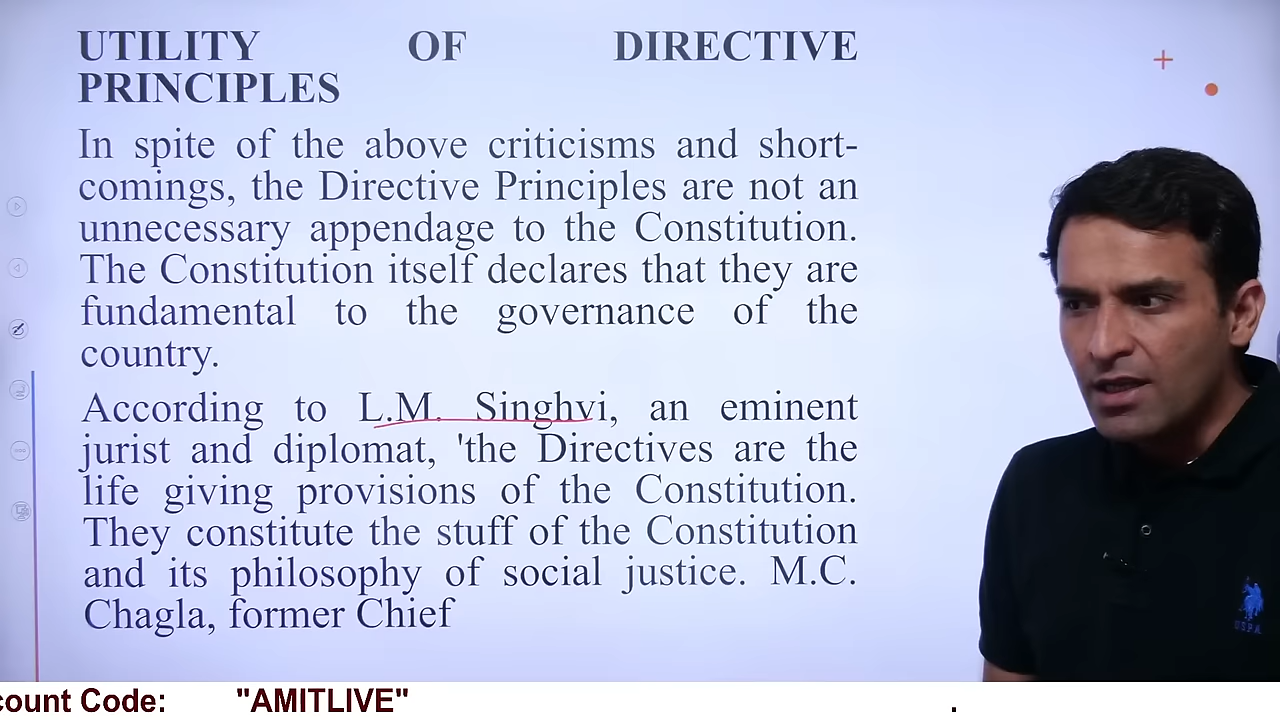 UTILITY OF DIRECTIVE
PRINCIPLES
In spite of the above criticisms and short-
comings, the Directive Principles are not an
unnecessary appendage to the Constitution.
The Constitution itself declares that they are
fundamental to the governance of the
country.
According to L.M. Singhvi, an eminent
jurist and diplomat, 'the Directives are the
life giving provisions of the Constitution.
They constitute the stuff of the Constitution
and its philosophy of social justice. M.C.
Chagla, former Chief
U.S.P.A.
count Code: "AMITLIVE" .